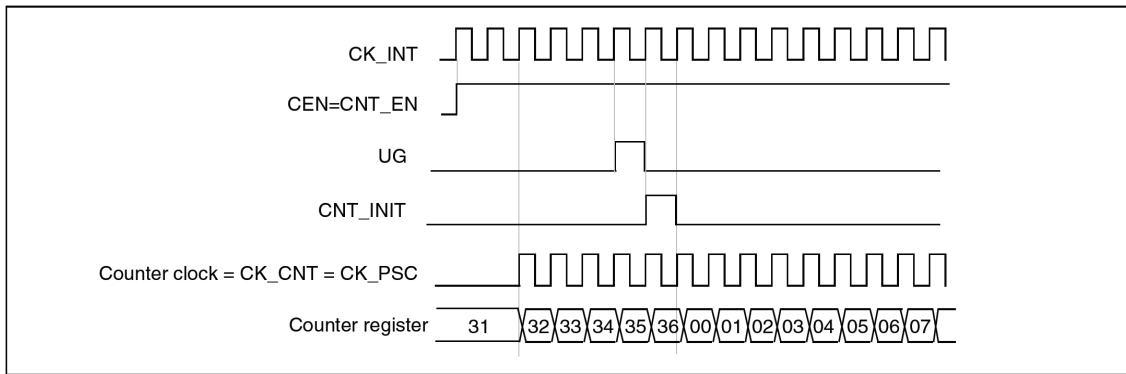 CK_INT
CEN=CNT_EN
UG
CNT_INIT
Counter clock = CK_CNT = CK_PSC
Counter register 31 32 33 34 35 36 00 01 02 03 04 05 06 07